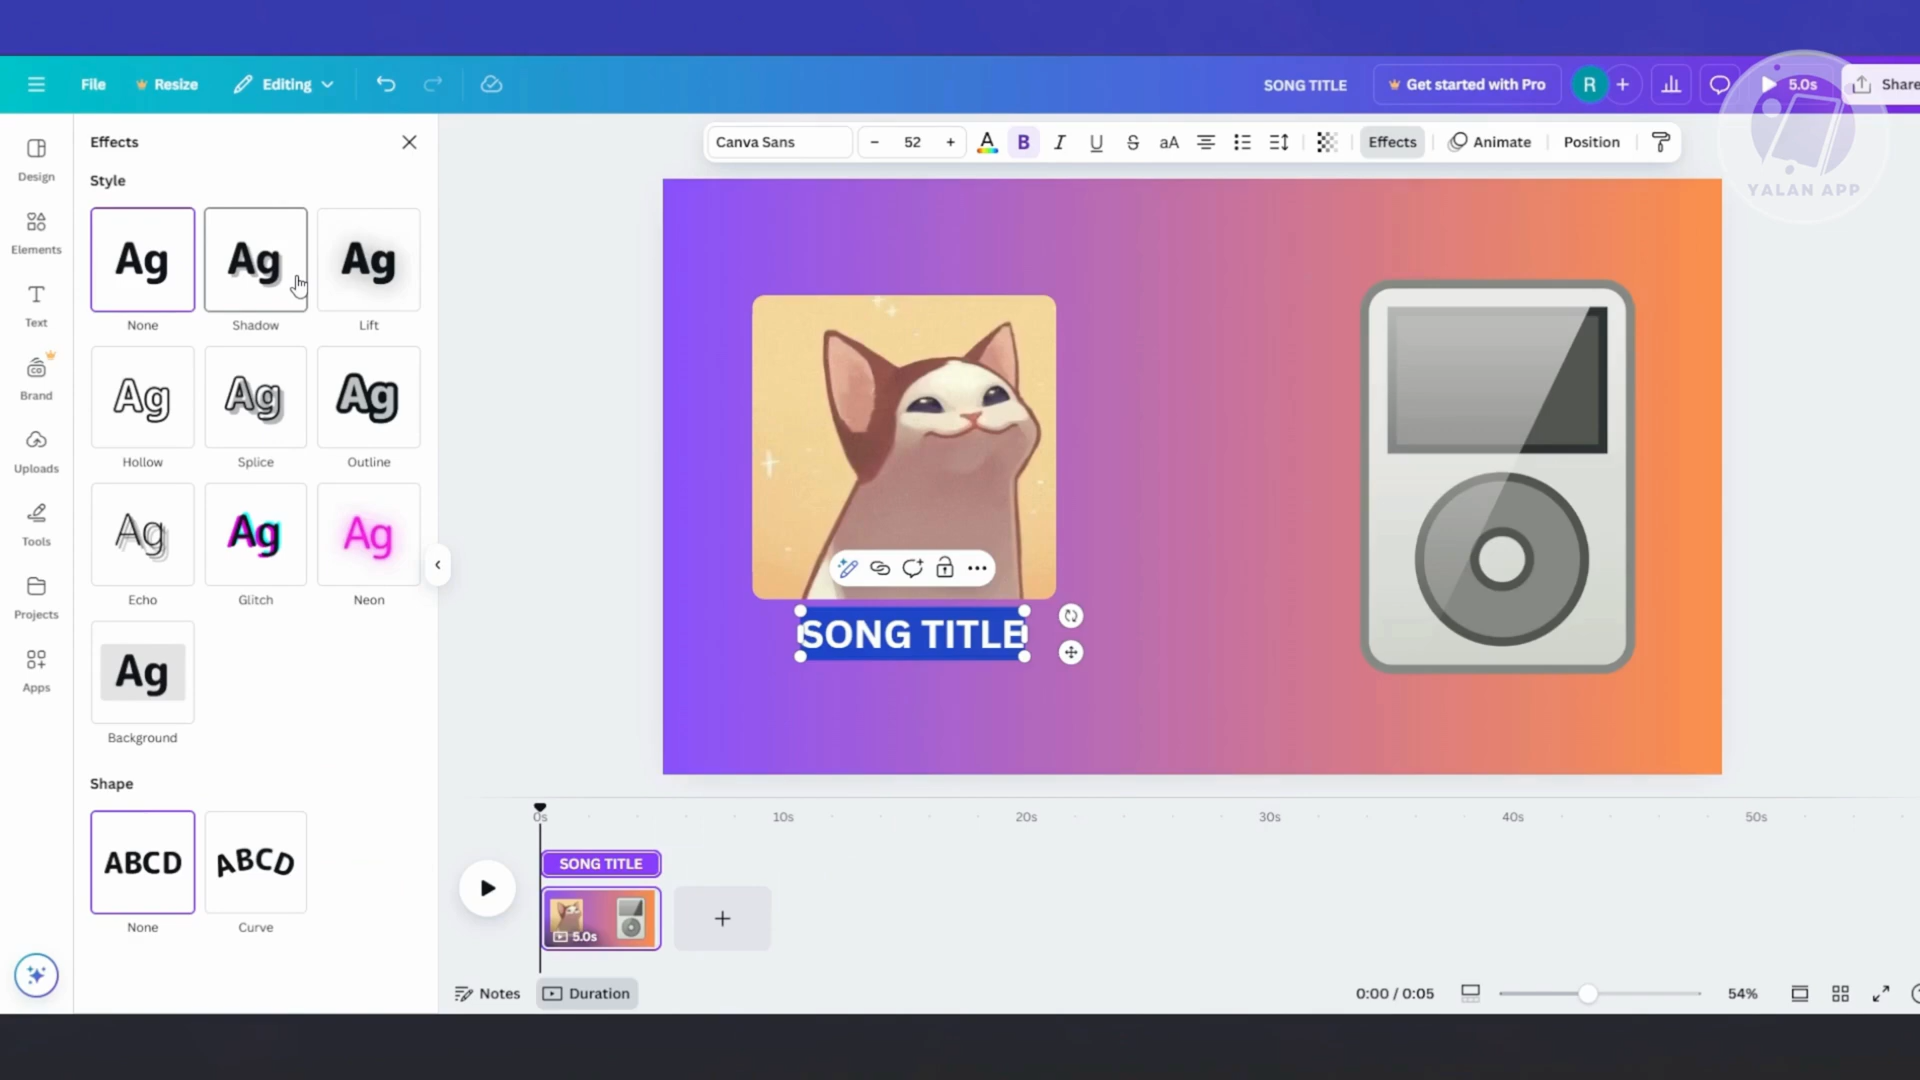 File Resize Editing SONG TITLE Get started with Pro R + 5.0s Share
YALAN APP
Canva Sans − 52 + A B I U S aA Effects Animate Position
Design
Elements
Text
Brand
Uploads
Tools
Projects
Apps
Effects
Style
Ag Ag Ag
None Shadow Lift
Ag Ag Ag
Hollow Splice Outline
Ag Ag Ag
Echo Glitch Neon
Ag
Background
Shape
ABCD ABCD
None Curve
SONG TITLE
0s 10s 20s 30s 40s 50s
SONG TITLE
5.0s
Notes Duration 0:00 / 0:05 54%